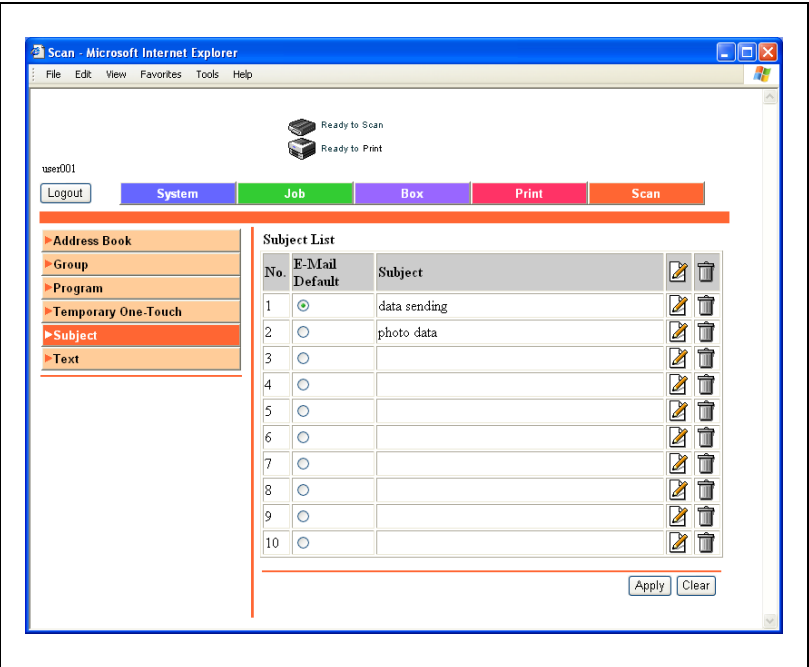 Scan - Microsoft Internet Explorer
File Edit View Favorites Tools Help
Ready to Scan
Ready to Print
user001
Logout System Job Box Print Scan
Address Book
Group
Program
Temporary One-Touch
Subject
Text
Subject List
No. E-Mail Default Subject
1 data sending
2 photo data
3
4
5
6
7
8
9
10
Apply Clear